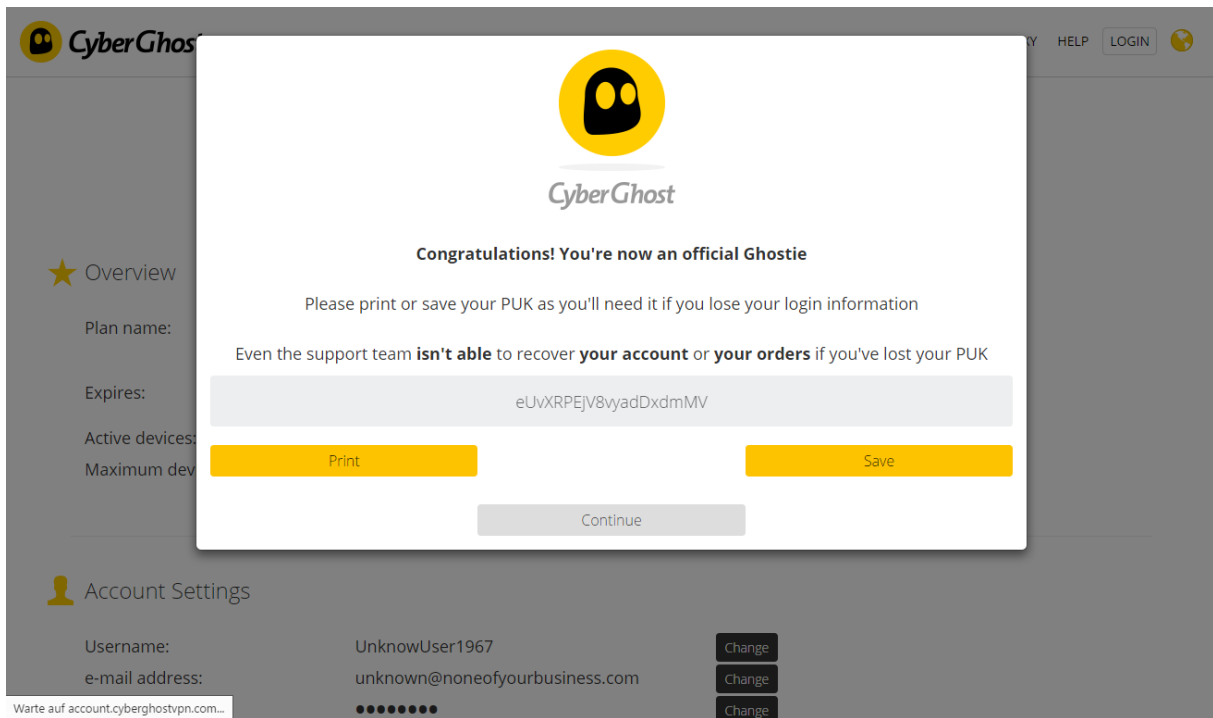 CyberGhos
HELP
LOGIN
CyberGhost
Congratulations! You're now an official Ghostie
Please print or save your PUK as you'll need it if you lose your login information
Even the support team isn't able to recover your account or your orders if you've lost your PUK
eUvXRPEjV8vyadDxdmMV
Print
Save
Continue
Overview
Plan name:
Expires:
Active devices:
Maximum dev
Account Settings
Username: UnknowUser1967 Change
e-mail address: unknown@noneofyourbusiness.com Change
●●●●●●●● Change
Warte auf account.cyberghostvpn.com...